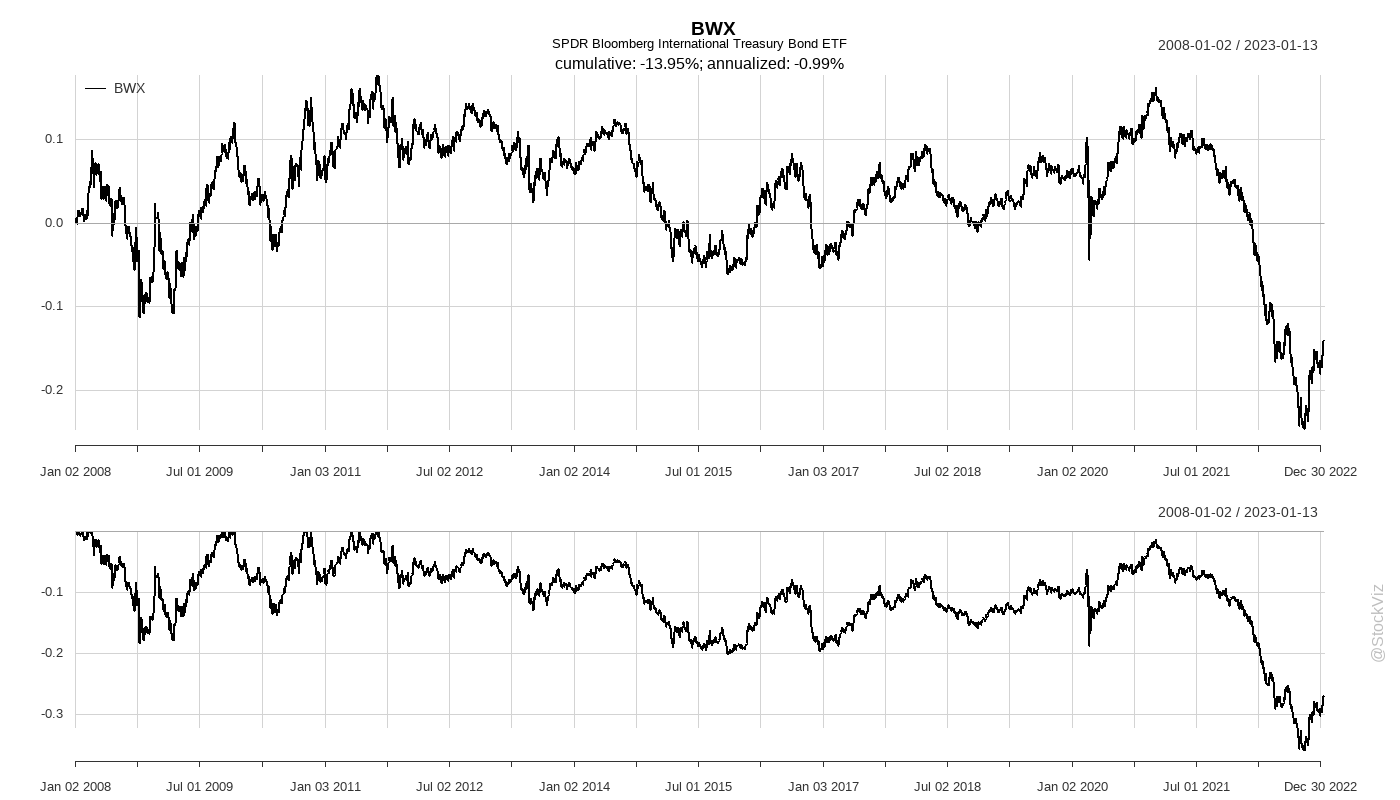 BWX
SPDR Bloomberg International Treasury Bond ETF
cumulative: -13.95%; annualized: -0.99%
2008-01-02 / 2023-01-13
BWX
0.1
0.0
-0.1
-0.2
Jan 02 2008 Jul 01 2009 Jan 03 2011 Jul 02 2012 Jan 02 2014 Jul 01 2015 Jan 03 2017 Jul 02 2018 Jan 02 2020 Jul 01 2021 Dec 30 2022
2008-01-02 / 2023-01-13
-0.1
-0.2
-0.3
Jan 02 2008 Jul 01 2009 Jan 03 2011 Jul 02 2012 Jan 02 2014 Jul 01 2015 Jan 03 2017 Jul 02 2018 Jan 02 2020 Jul 01 2021 Dec 30 2022
@StockViz